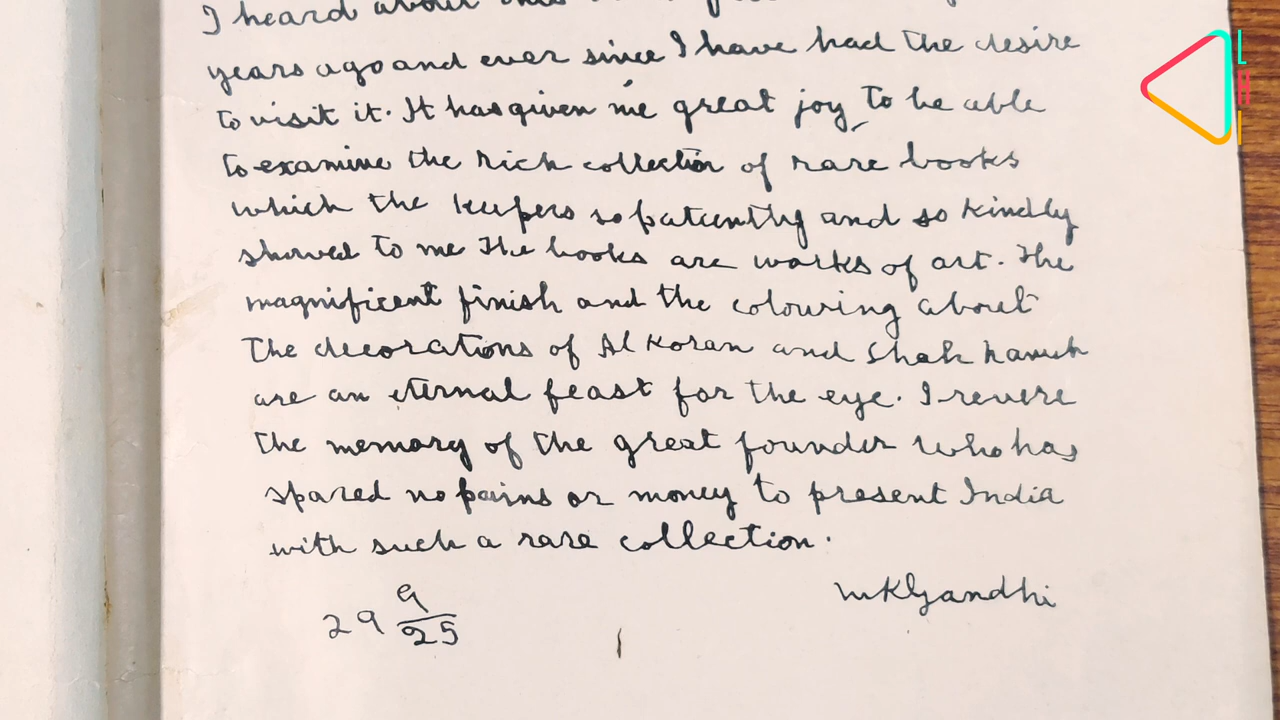 I heard about this
years ago and ever since I have had the desire
to visit it. It has given me great joy, to be able
to examine the rich collection of rare books
which the keepers so patiently and so kindly
showed to me The books are works of art. The
magnificent finish and the colouring about
the decorations of Al Koran and Shah
are an eternal feast for the eye. I revere
the memory of the great founder who has
spared no pains or money to present India
with such a rare collection.
MKGandhi
29 9/25
L
H
I